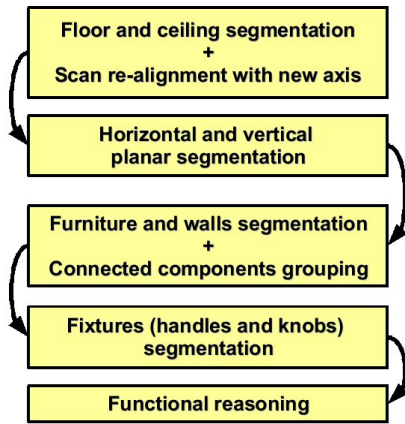 Floor and ceiling segmentation
+
Scan re-alignment with new axis
Horizontal and vertical
planar segmentation
Furniture and walls segmentation
+
Connected components grouping
Fixtures (handles and knobs)
segmentation
Functional reasoning